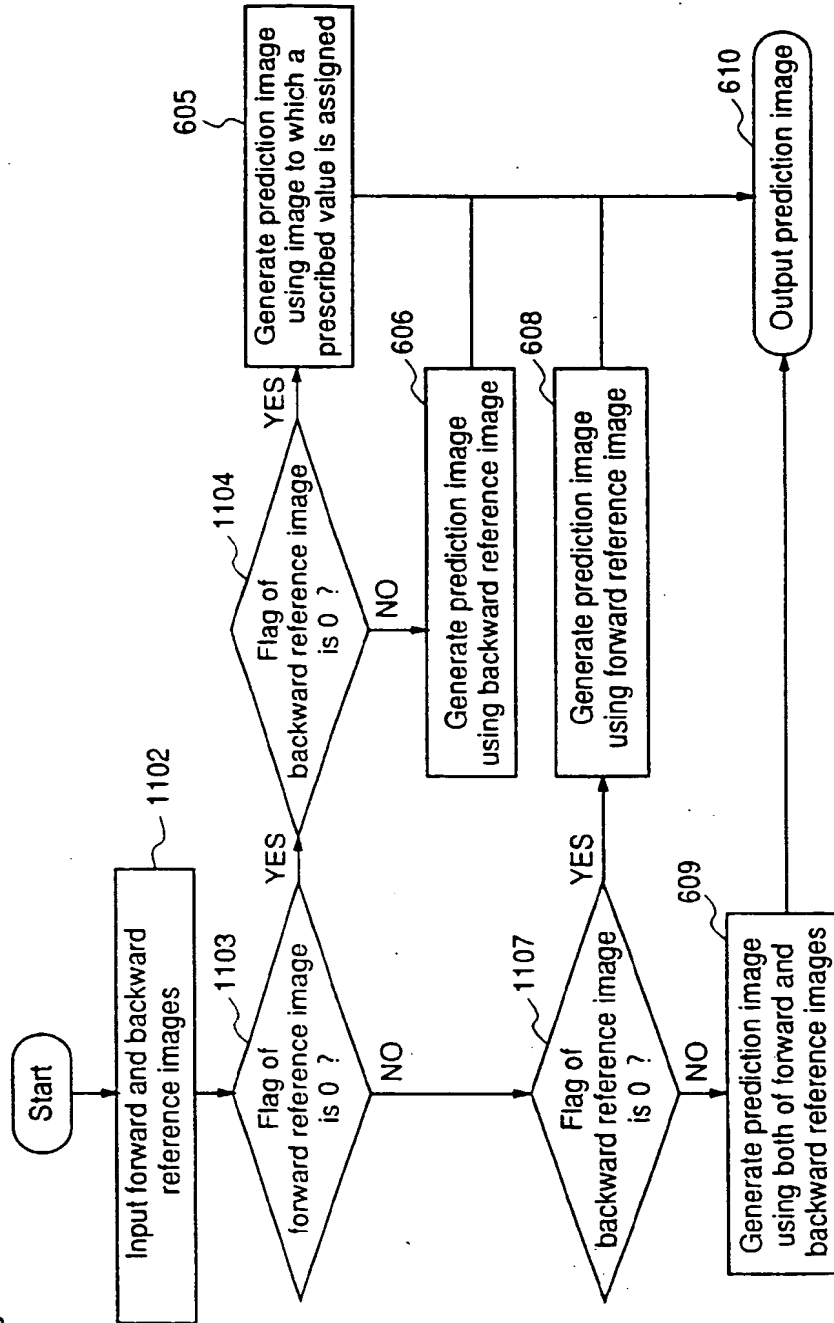 Start
1102
Input forward and backward
reference images
1103
Flag of
forward reference image
is 0 ?
YES
NO
1104
Flag of
backward reference image
is 0 ?
YES
NO
605
Generate prediction image
using image to which a
prescribed value is assigned
606
Generate prediction image
using backward reference image
1107
Flag of
backward reference image
is 0 ?
YES
NO
608
Generate prediction image
using forward reference image
609
Generate prediction image
using both of forward and
backward reference images
610
Output prediction image